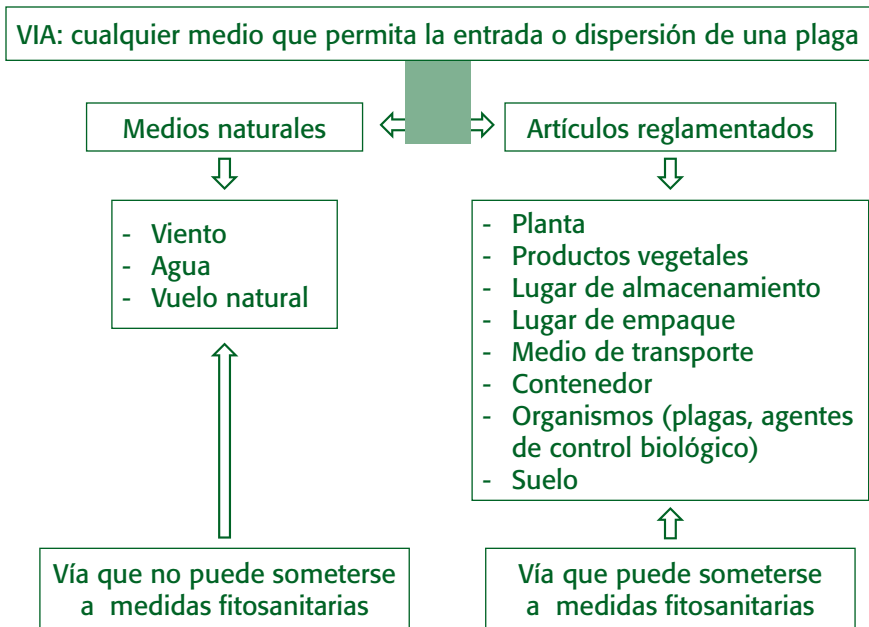 VIA: cualquier medio que permita la entrada o dispersión de una plaga
Medios naturales
Artículos reglamentados
- Viento
- Agua
- Vuelo natural
- Planta
- Productos vegetales
- Lugar de almacenamiento
- Lugar de empaque
- Medio de transporte
- Contenedor
- Organismos (plagas, agentes
de control biológico)
- Suelo
Vía que no puede someterse
a medidas fitosanitarias
Vía que puede someterse
a medidas fitosanitarias